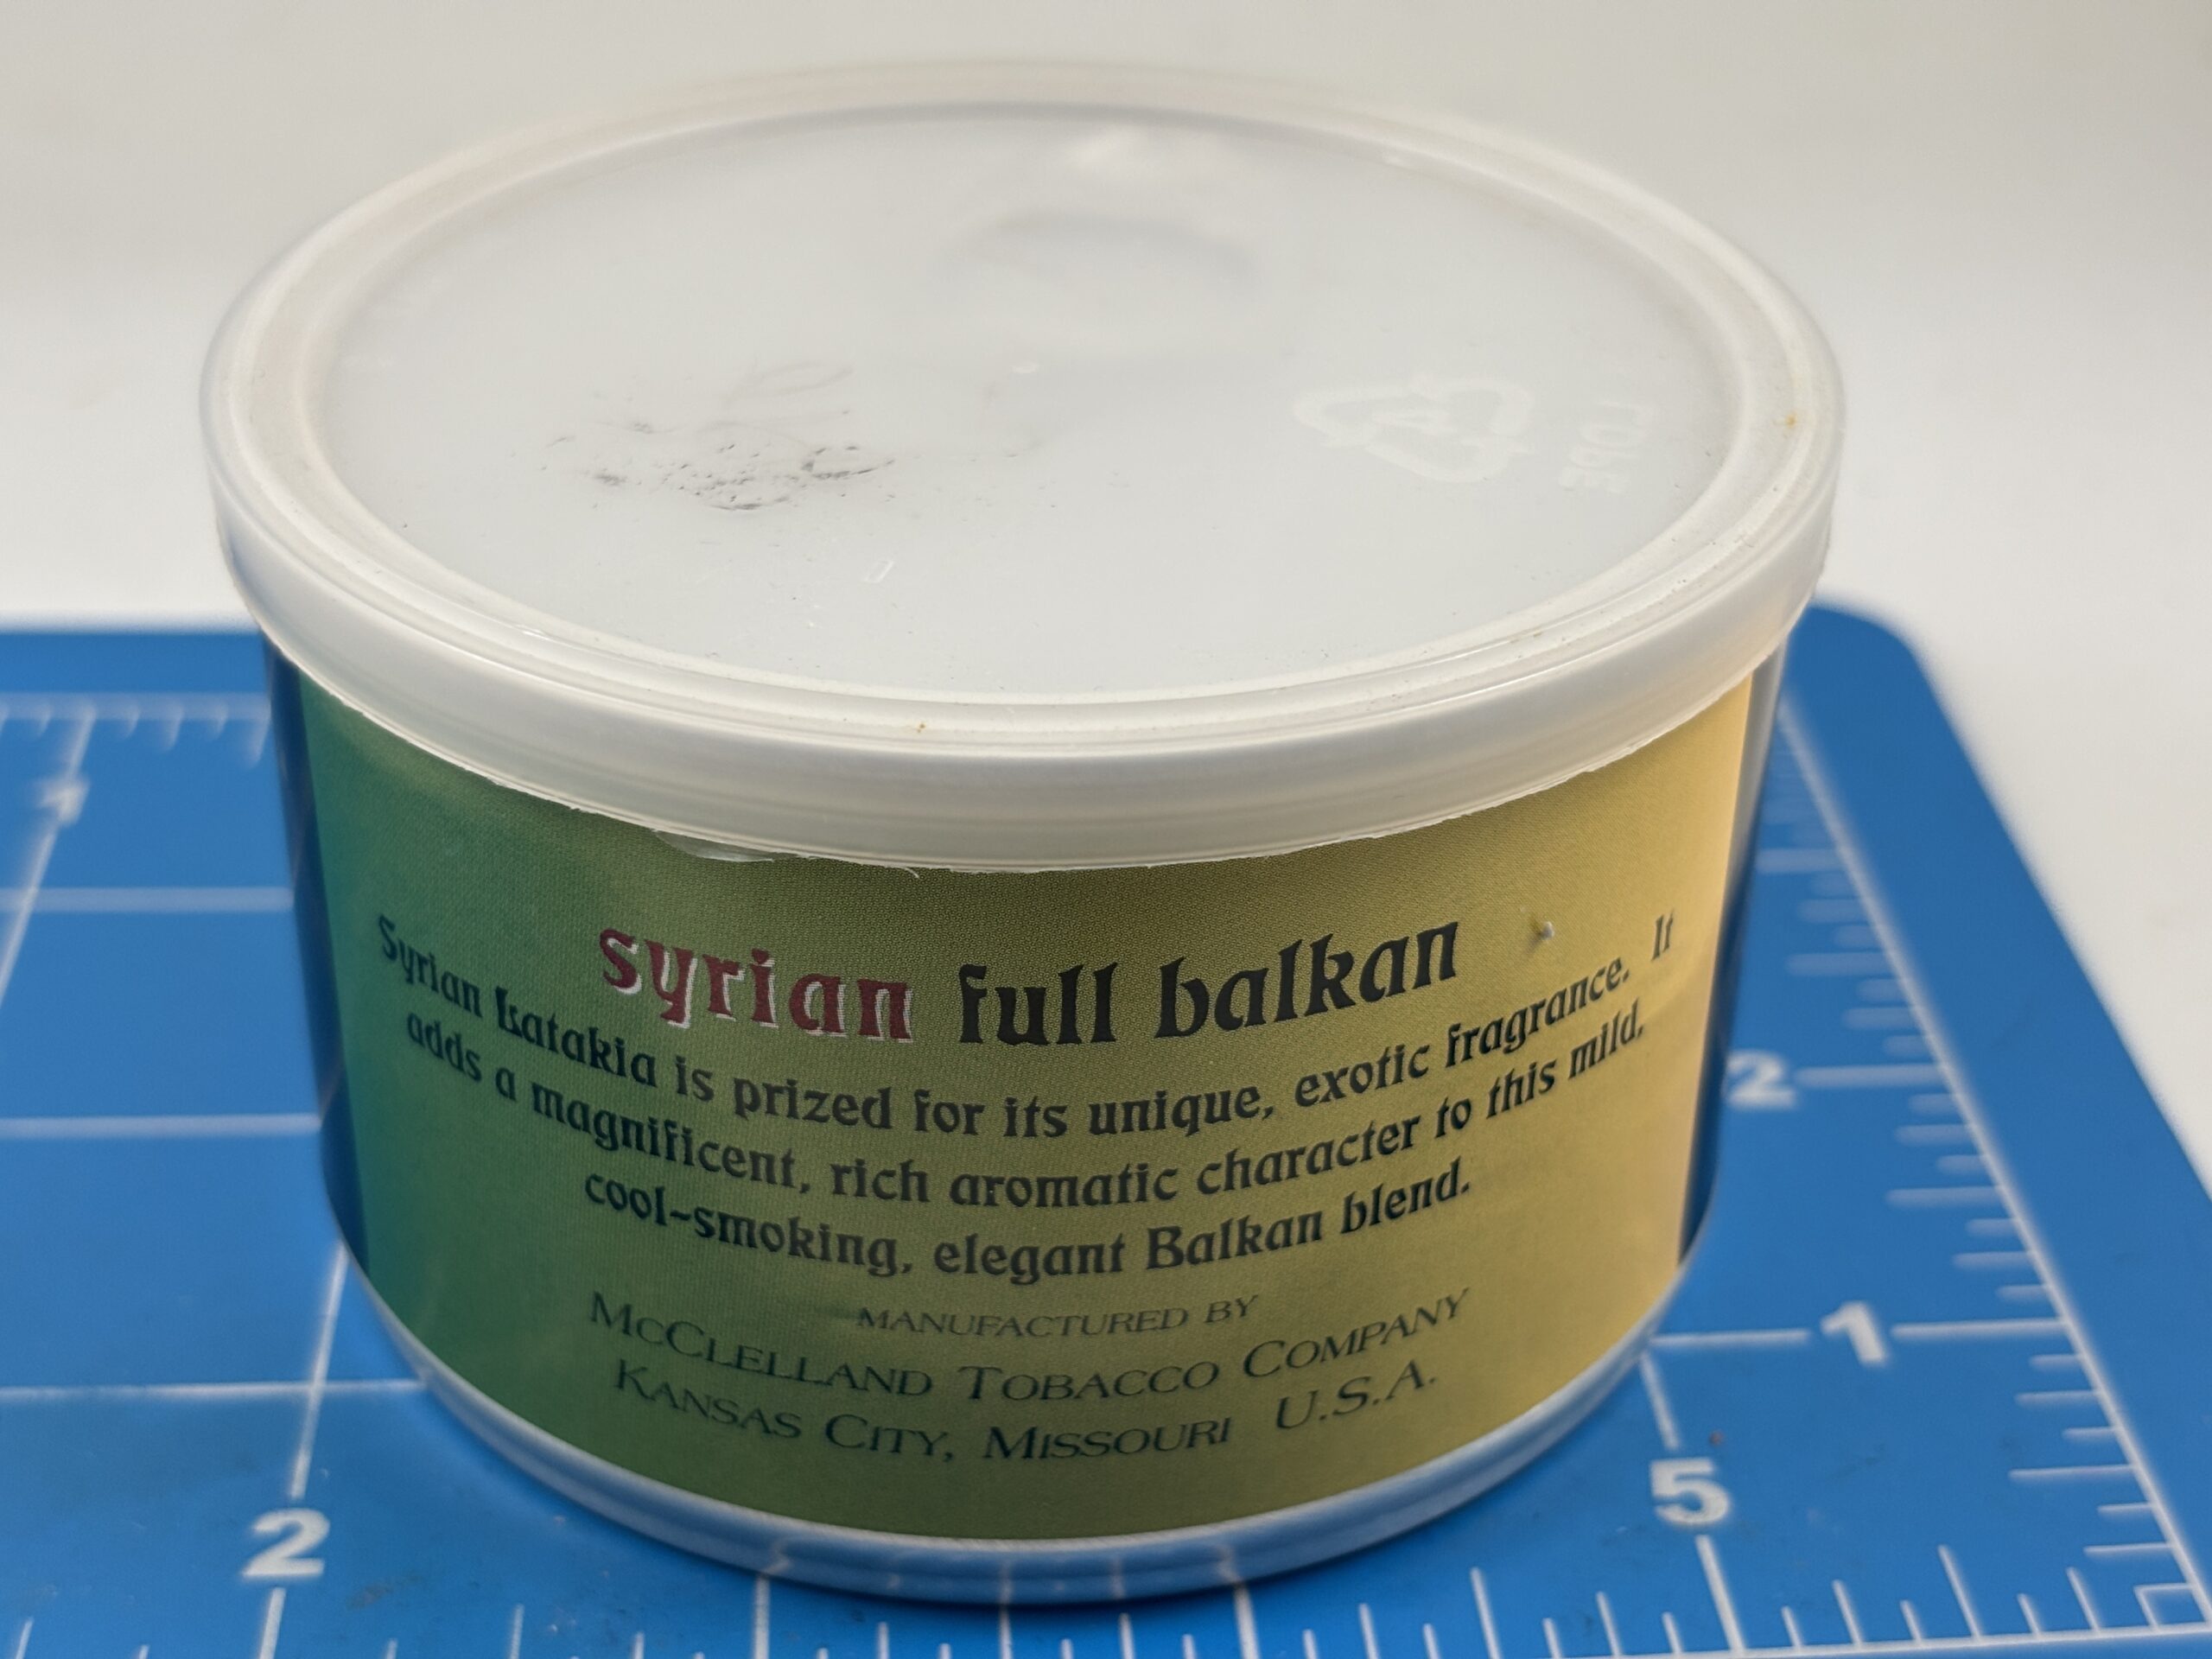 LDPE
syrian full balkan
Syrian Latakia is prized for its unique, exotic fragrance. It
adds a magnificent, rich aromatic character to this mild,
cool-smoking, elegant Balkan blend.
MANUFACTURED BY
MCCLELLAND TOBACCO COMPANY
KANSAS CITY, MISSOURI U.S.A.
1
2
1
2
5